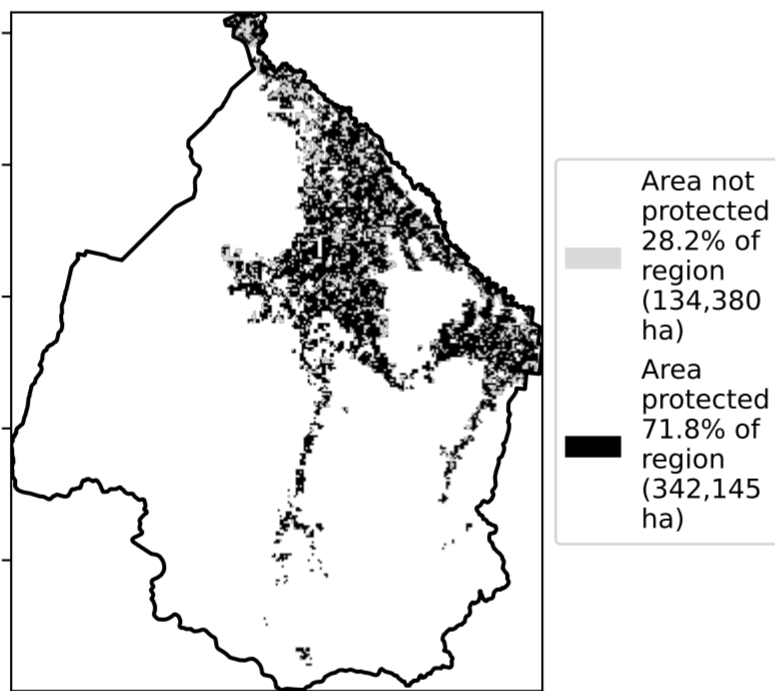 Area not
protected
28.2% of
region
(134,380
ha)
Area
protected
71.8% of
region
(342,145
ha)